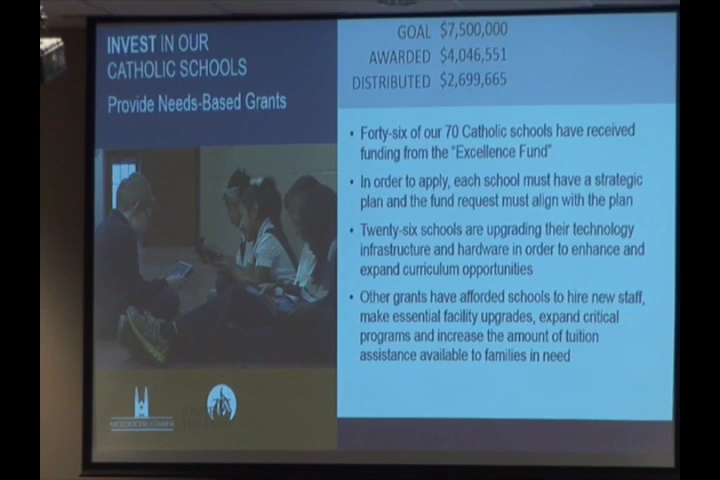 INVEST IN OUR
CATHOLIC SCHOOLS
Provide Needs-Based Grants
GOAL $7,500,000
AWARDED $4,046,551
DISTRIBUTED $2,699,665
• Forty-six of our 70 Catholic schools have received
funding from the “Excellence Fund”
• In order to apply, each school must have a strategic
plan and the fund request must align with the plan
• Twenty-six schools are upgrading their technology
infrastructure and hardware in order to enhance and
expand curriculum opportunities
• Other grants have afforded schools to hire new staff,
make essential facility upgrades, expand critical
programs and increase the amount of tuition
assistance available to families in need